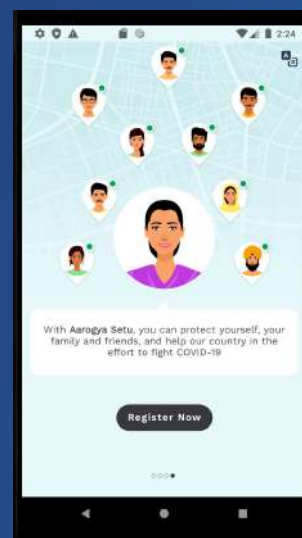 2:24
With Aarogya Setu, you can protect yourself, your
family and friends, and help our country in the
effort to fight COVID-19
Register Now